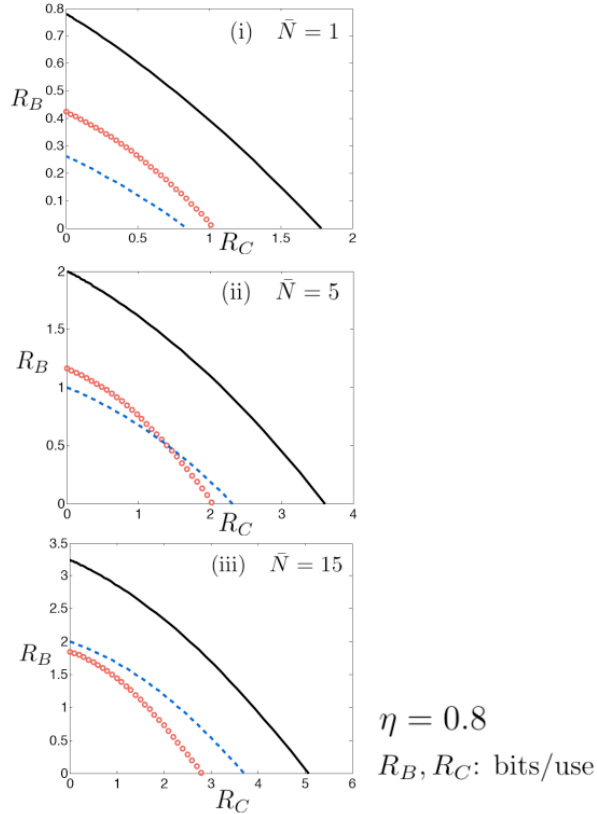 0.8
(i) N̄ = 1
0.7
0.6
R_B
0.5
0.4
0.3
0.2
0.1
0
0 0.5 1 1.5 2
R_C
2
(ii) N̄ = 5
1.5
R_B
1
0.5
0
0 1 2 3 4
R_C
3.5
(iii) N̄ = 15
3
2.5
R_B
2
1.5
1
0.5
0
0 1 2 3 4 5 6
R_C
η = 0.8
R_B, R_C: bits/use